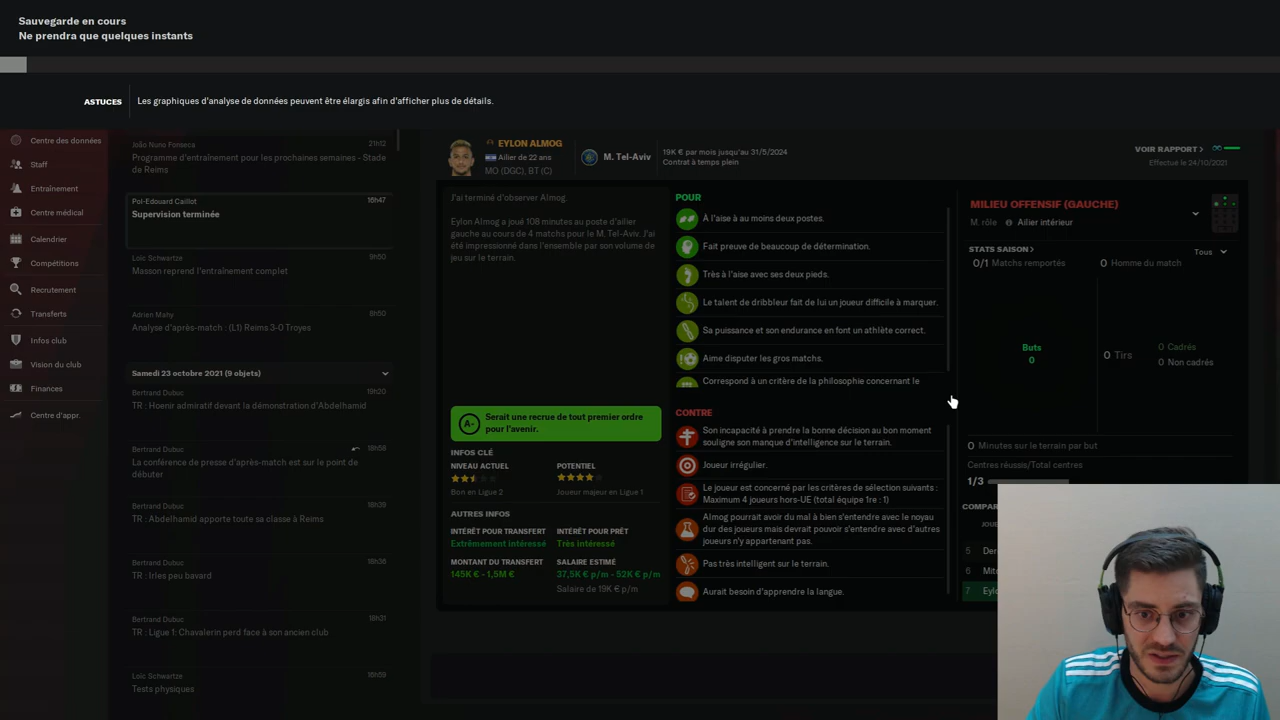 Sauvegarde en cours
Ne prendra que quelques instants
ASTUCES
Les graphiques d'analyse de données peuvent être élargis afin d'afficher plus de détails.
Centre des données
Staff
Entraînement
Centre médical
Calendrier
Compétitions
Recrutement
Transferts
Infos club
Vision du club
Finances
Centre d'appr.
João Nuno Fonseca
21h12
Programme d'entraînement pour les prochaines semaines - Stade
de Reims
Pol-Edouard Caillot
16h47
Supervision terminée
Loïc Schwartze
9h50
Masson reprend l'entraînement complet
Adrien Mahy
8h50
Analyse d'après-match : (L1) Reims 3-0 Troyes
Samedi 23 octobre 2021 (9 objets)
Bertrand Dubuc
19h20
TR : Hoenir admiratif devant la démonstration d'Abdelhamid
Bertrand Dubuc
18h58
La conférence de presse d'après-match est sur le point de
débuter
Bertrand Dubuc
18h39
TR : Abdelhamid apporte toute sa classe à Reims
Bertrand Dubuc
18h36
TR : Irles peu bavard
Bertrand Dubuc
18h31
TR : Ligue 1: Chavalerin perd face à son ancien club
Loïc Schwartze
16h59
Tests physiques
EYLON ALMOG
Ailier de 22 ans
MO (DGC), BT (C)
M. Tel-Aviv
19K € par mois jusqu'au 31/5/2024
Contrat à temps plein
VOIR RAPPORT >
Effectué le 24/10/2021
J'ai terminé d'observer Almog.
Eylon Almog a joué 108 minutes au poste d'ailier
gauche au cours de 4 matchs pour le M. Tel-Aviv. J'ai
été impressionné dans l'ensemble par son volume de
jeu sur le terrain.
A-
Serait une recrue de tout premier ordre
pour l'avenir.
INFOS CLÉ
NIVEAU ACTUEL
POTENTIEL
Bon en Ligue 2
Joueur majeur en Ligue 1
AUTRES INFOS
INTÉRÊT POUR TRANSFERT
INTÉRÊT POUR PRÊT
Extrêmement intéressé
Très intéressé
MONTANT DU TRANSFERT
SALAIRE ESTIMÉ
145K € - 1,5M €
37,5K € p/m - 52K € p/m
Salaire de 19K € p/m
POUR
À l'aise à au moins deux postes.
Fait preuve de beaucoup de détermination.
Très à l'aise avec ses deux pieds.
Le talent de dribbleur fait de lui un joueur difficile à marquer.
Sa puissance et son endurance en font un athlète correct.
Aime disputer les gros matchs.
Correspond à un critère de la philosophie concernant le
CONTRE
Son incapacité à prendre la bonne décision au bon moment
souligne son manque d'intelligence sur le terrain.
Joueur irrégulier.
Le joueur est concerné par les critères de sélection suivants :
Maximum 4 joueurs hors-UE (total équipe 1re : 1)
Almog pourrait avoir du mal à bien s'entendre avec le noyau
dur des joueurs mais devrait pouvoir s'entendre avec d'autres
joueurs n'y appartenant pas.
Pas très intelligent sur le terrain.
Aurait besoin d'apprendre la langue.
MILIEU OFFENSIF (GAUCHE)
M. rôle
Ailier intérieur
STATS SAISON >
Tous
0/1 Matchs remportés
0 Homme du match
Buts
0
0 Tirs
0 Cadrés
0 Non cadrés
0 Minutes sur le terrain par but
Centres réussis/Total centres
1/3
5
6
7